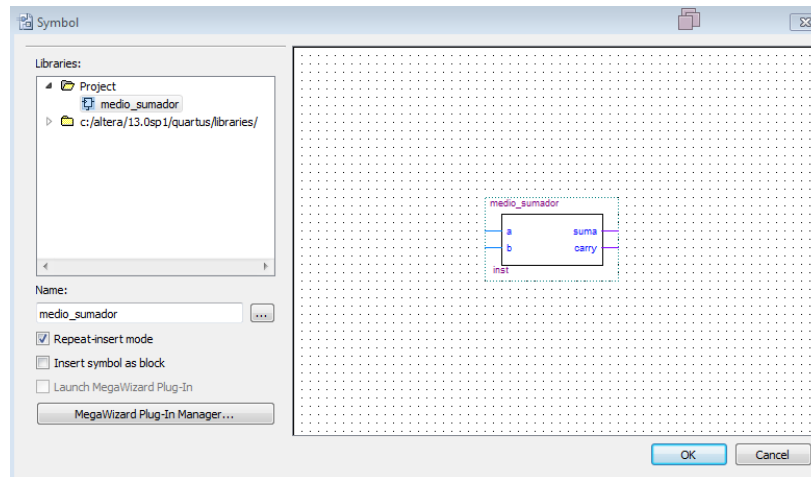 Symbol
Libraries:
Project
medio_sumador
c:/altera/13.0sp1/quartus/libraries/
Name:
medio_sumador
...
Repeat-insert mode
Insert symbol as block
Launch MegaWizard Plug-In
MegaWizard Plug-In Manager...
medio_sumador
a suma
b carry
inst
OK Cancel